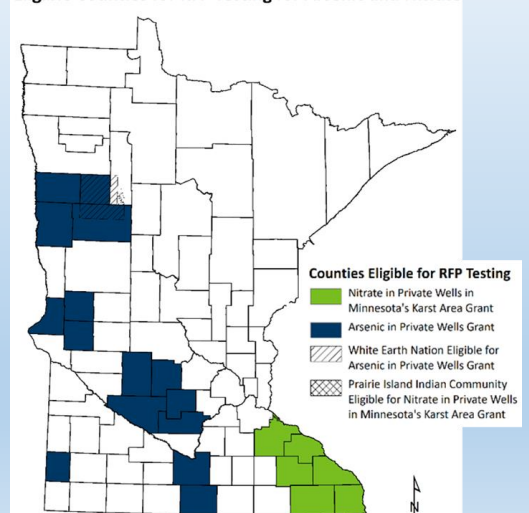 Counties Eligible for RFP Testing
Nitrate in Private Wells in
Minnesota's Karst Area Grant
Arsenic in Private Wells Grant
White Earth Nation Eligible for
Arsenic in Private Wells Grant
Prairie Island Indian Community
Eligible for Nitrate in Private Wells
in Minnesota's Karst Area Grant
N